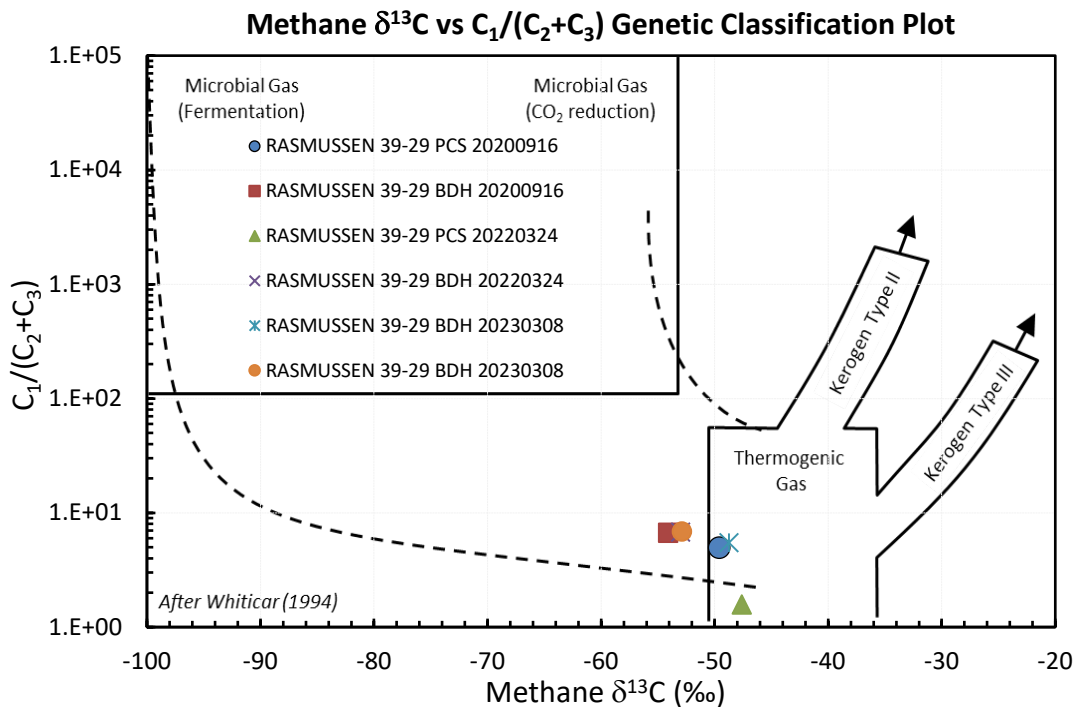 Methane δ¹³C vs C₁/(C₂+C₃) Genetic Classification Plot
C₁/(C₂+C₃)
1.E+05
1.E+04
1.E+03
1.E+02
1.E+01
1.E+00
Microbial Gas
(Fermentation)
Microbial Gas
(CO₂ reduction)
RASMUSSEN 39-29 PCS 20200916
RASMUSSEN 39-29 BDH 20200916
RASMUSSEN 39-29 PCS 20220324
RASMUSSEN 39-29 BDH 20220324
RASMUSSEN 39-29 BDH 20230308
RASMUSSEN 39-29 BDH 20230308
Kerogen Type II
Kerogen Type III
Thermogenic
Gas
After Whiticar (1994)
-100 -90 -80 -70 -60 -50 -40 -30 -20
Methane δ¹³C (‰)